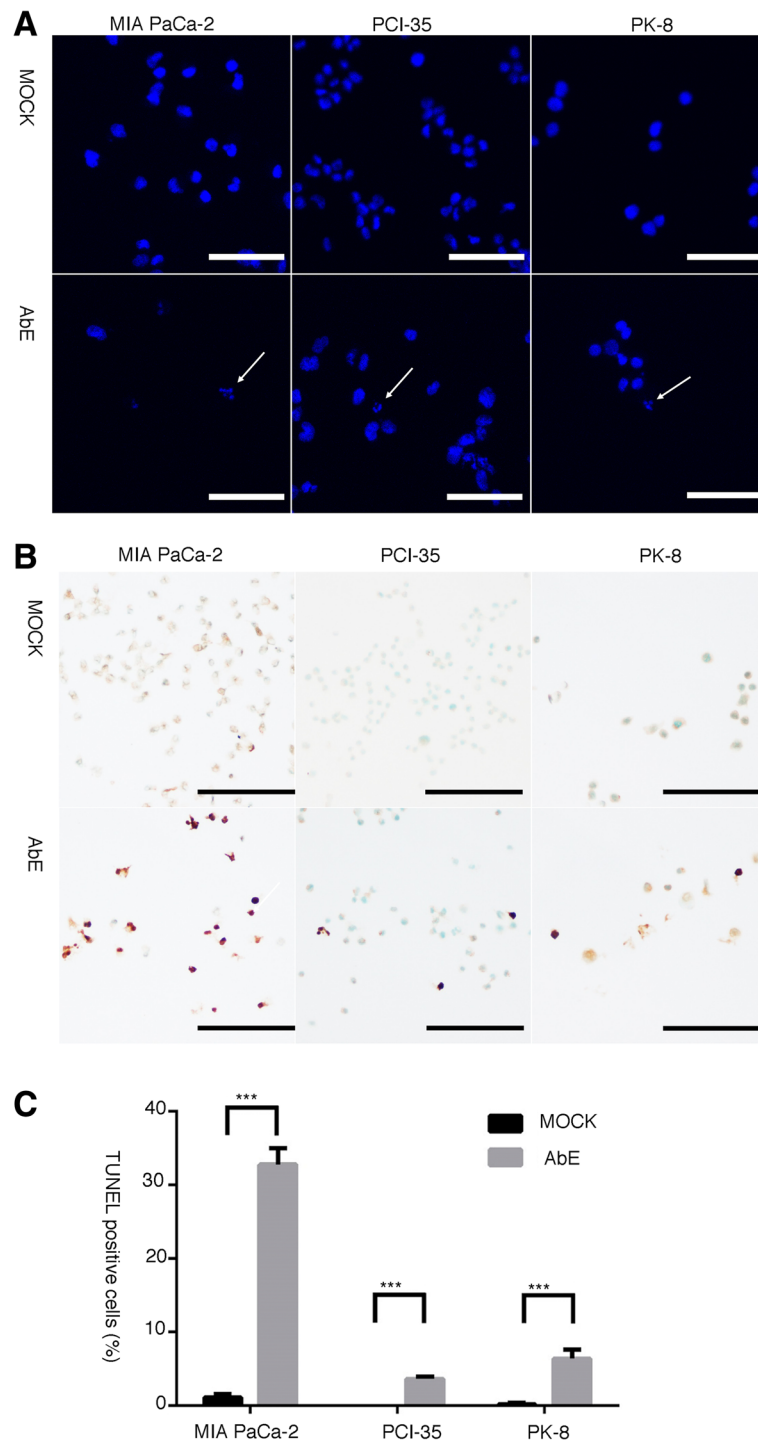 A
MIA PaCa-2 PCI-35 PK-8
MOCK
AbE
B
MIA PaCa-2 PCI-35 PK-8
MOCK
AbE
C
TUNEL positive cells (%)
40
30
20
10
0
***
***
***
MOCK
AbE
MIA PaCa-2 PCI-35 PK-8